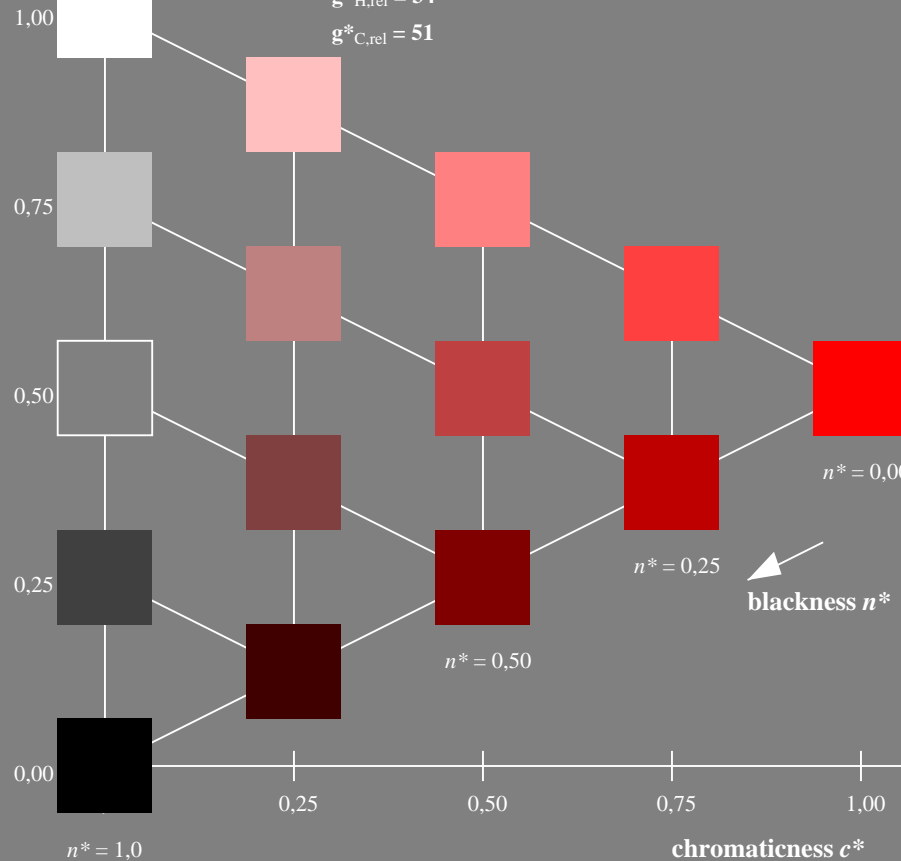 1,00
g*C,rel = 51
0,75
0,50
n* = 0,00
0,25
n* = 0,25
blackness n*
n* = 0,50
0,00
0,25
0,50
0,75
1,00
n* = 1,0
chromaticness c*